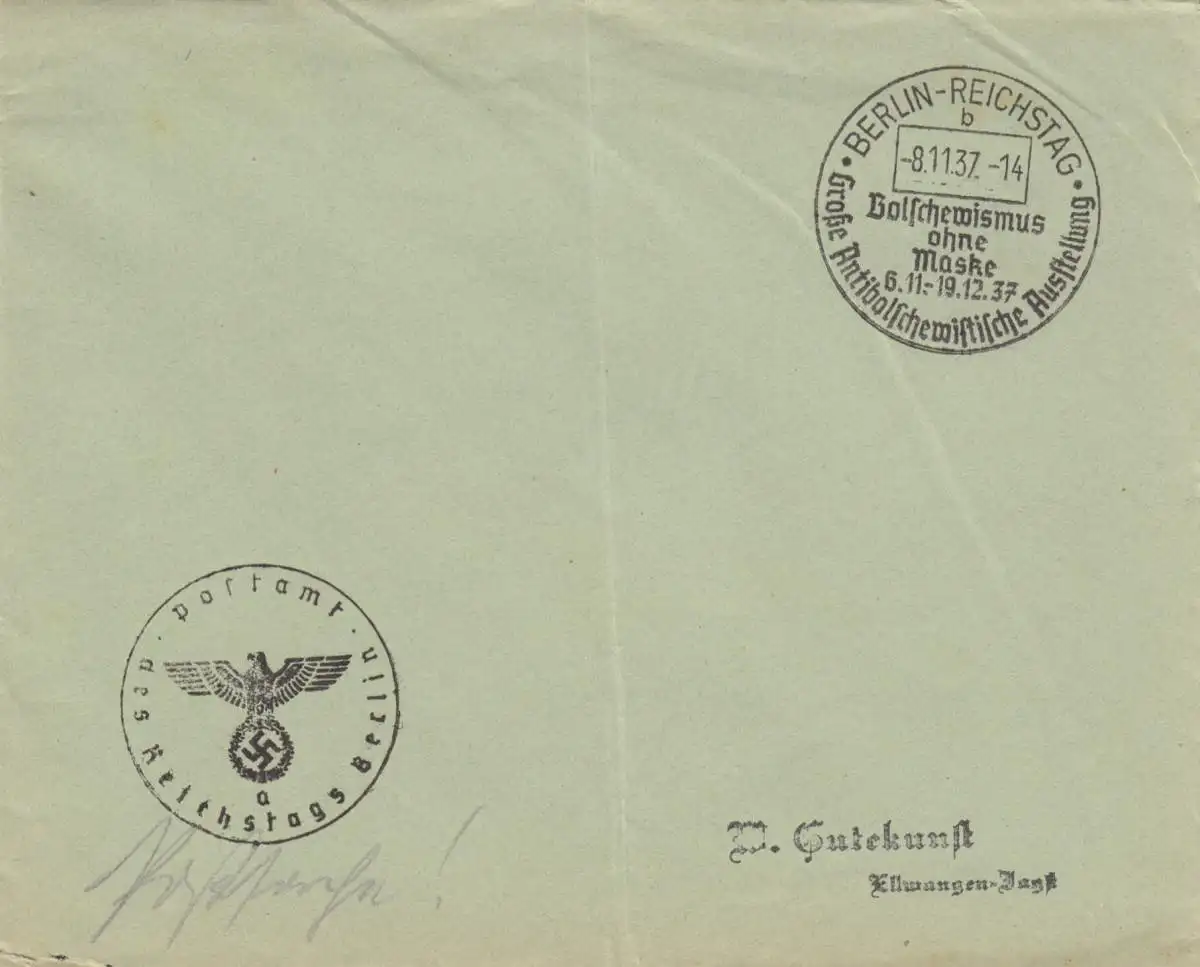 • BERLIN-REICHSTAG •
b
-8.11.37.-14
Bolſchewismus
ohne
Maske
6.11.-19.12.37
Große Antibolſchewiſtiſche Ausſtellung
· Poſtamt ·
des Reichstags Berlin
a
Poſtſache!
W. Gutekunſt
Ellwangen-Jagſt